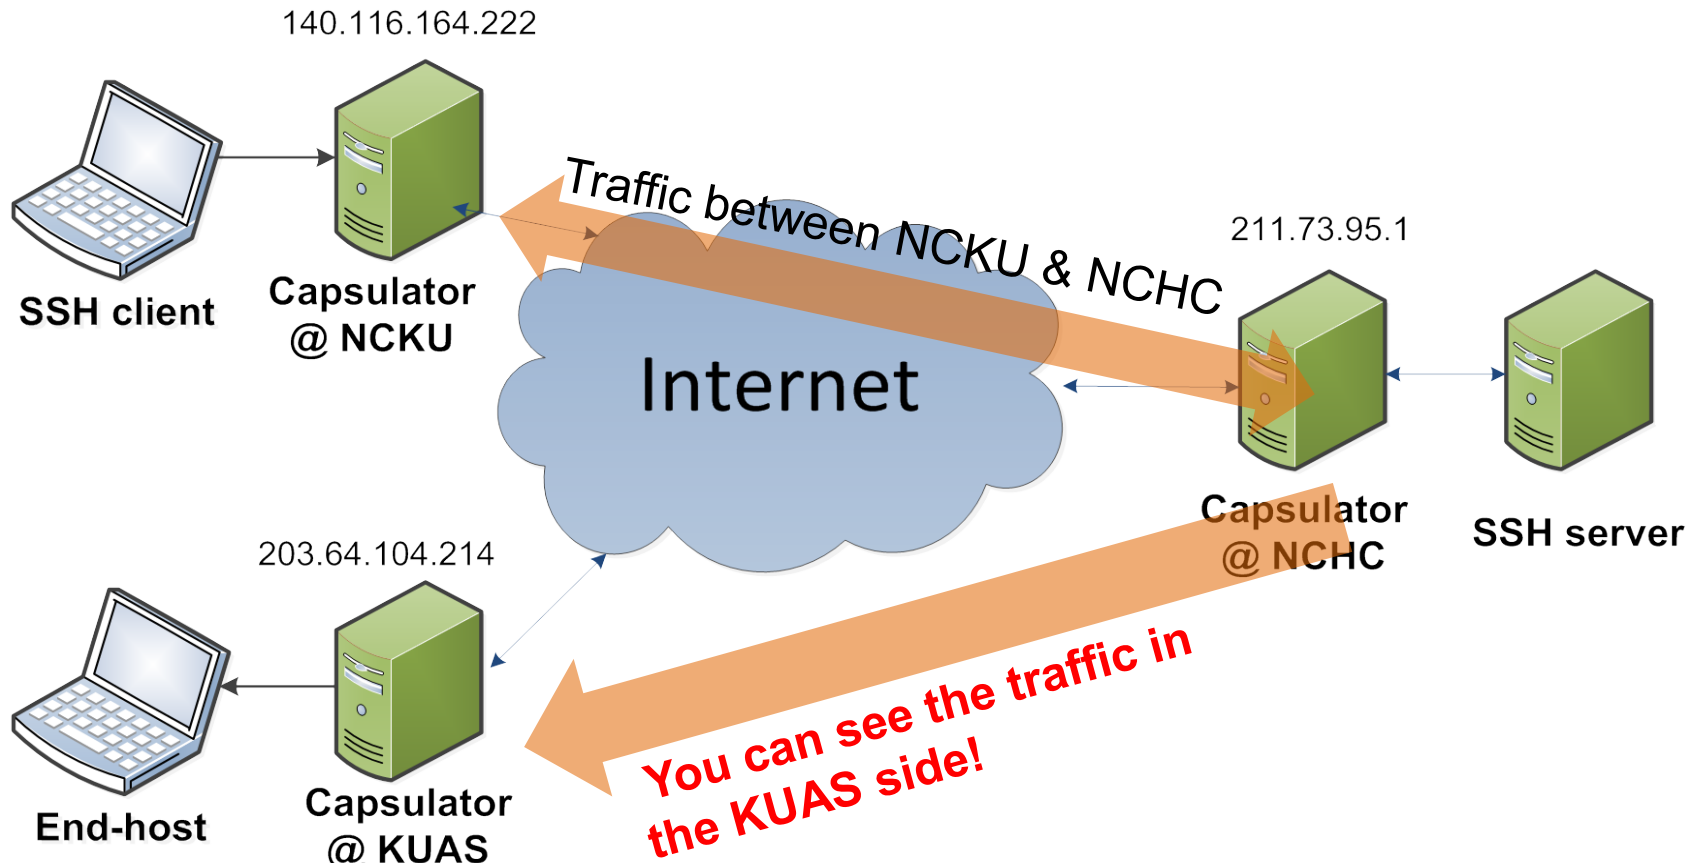 140.116.164.222
Traffic between NCKU & NCHC
211.73.95.1
SSH client
Capsulator
@ NCKU
Internet
Capsulator
@ NCHC
SSH server
203.64.104.214
You can see the traffic in
the KUAS side!
End-host
Capsulator
@ KUAS